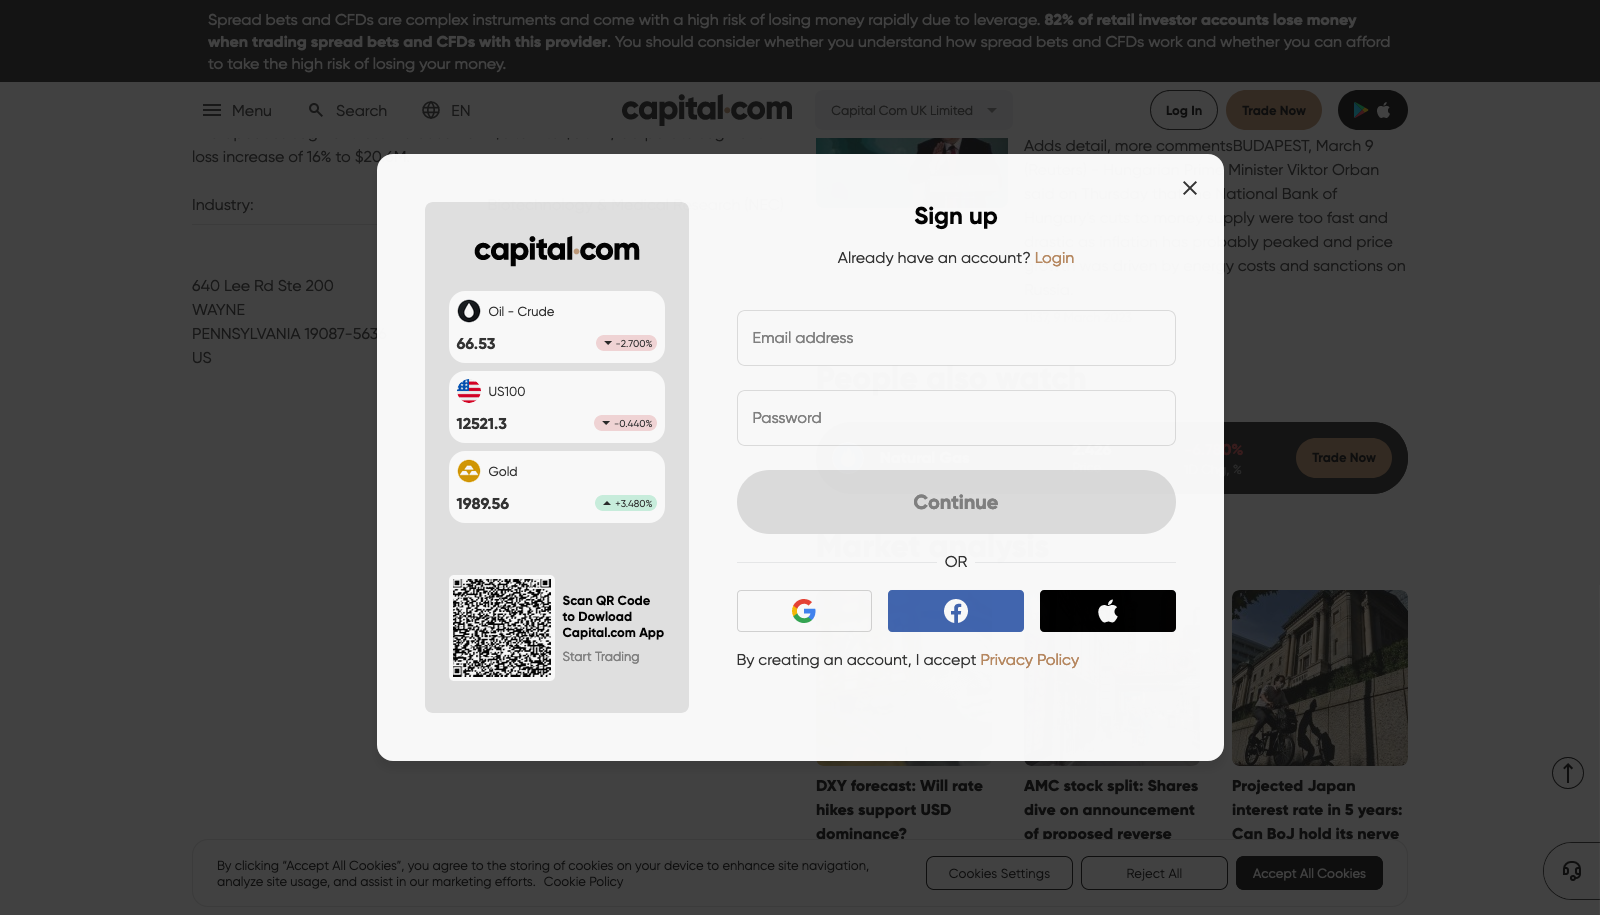 Spread bets and CFDs are complex instruments and come with a high risk of losing money rapidly due to leverage. 82% of retail investor accounts lose money
when trading spread bets and CFDs with this provider. You should consider whether you understand how spread bets and CFDs work and whether you can afford
to take the high risk of losing your money.
Menu
Search
EN
capital.com
Capital Com UK Limited
Log In
Trade Now
loss increase of 16% to $20.
Industry:
640 Lee Rd Ste 200
WAYNE
PENNSYLVANIA 19087-563
US
Adds detail, more commentsBUDAPEST, March 9
Minister Viktor Orban
National Bank of
pply were too fast and
bably peaked and price
y costs and sanctions on
capital.com
Oil - Crude
66.53
-2.700%
US100
12521.3
-0.440%
Gold
1989.56
+3.480%
Scan QR Code
to Dowload
Capital.com App
Start Trading
Sign up
Already have an account? Login
Email address
People also watch
Password
0%
, %
Trade Now
Continue
Market analysis
OR
By creating an account, I accept Privacy Policy
DXY forecast: Will rate
hikes support USD
dominance?
AMC stock split: Shares
dive on announcement
of proposed reverse
Projected Japan
interest rate in 5 years:
Can BoJ hold its nerve
By clicking “Accept All Cookies”, you agree to the storing of cookies on your device to enhance site navigation,
analyze site usage, and assist in our marketing efforts. Cookie Policy
Cookies Settings
Reject All
Accept All Cookies